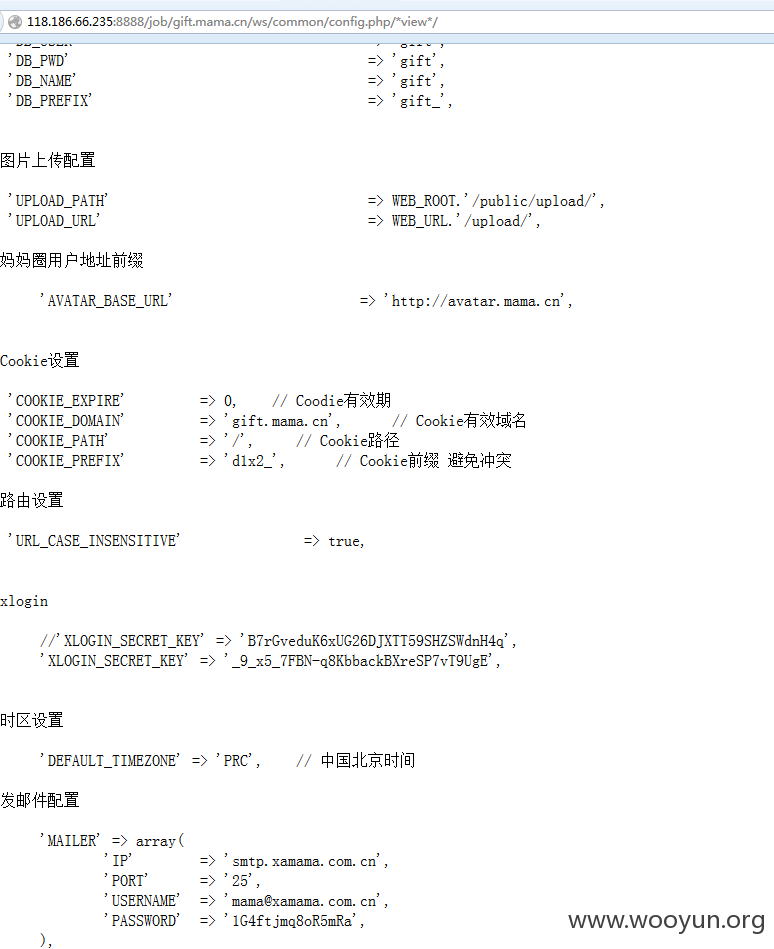 118.186.66.235:8888/job/gift.mama.cn/ws/common/config.php/*view*/
'DB_PWD' => 'gift',
'DB_NAME' => 'gift',
'DB_PREFIX' => 'gift_',
图片上传配置
'UPLOAD_PATH' => WEB_ROOT.'/public/upload/',
'UPLOAD_URL' => WEB_URL.'/upload/',
妈妈圈用户地址前缀
'AVATAR_BASE_URL' => 'http://avatar.mama.cn',
Cookie设置
'COOKIE_EXPIRE' => 0, // Coodie有效期
'COOKIE_DOMAIN' => 'gift.mama.cn', // Cookie有效域名
'COOKIE_PATH' => '/', // Cookie路径
'COOKIE_PREFIX' => 'd1x2_', // Cookie前缀 避免冲突
路由设置
'URL_CASE_INSENSITIVE' => true,
xlogin
//'XLOGIN_SECRET_KEY' => 'B7rGveduK6xUG26DJXTT59SHZSWdnH4q',
'XLOGIN_SECRET_KEY' => '_9_x5_7FBN-q8KbbackBXreSP7vT9UgE',
时区设置
'DEFAULT_TIMEZONE' => 'PRC', // 中国北京时间
发邮件配置
'MAILER' => array(
'IP' => 'smtp.xamama.com.cn',
'PORT' => '25',
'USERNAME' => 'mama@xamama.com.cn',
'PASSWORD' => '1G4ftjmq8oR5mRa',
),
www.wooyun.org